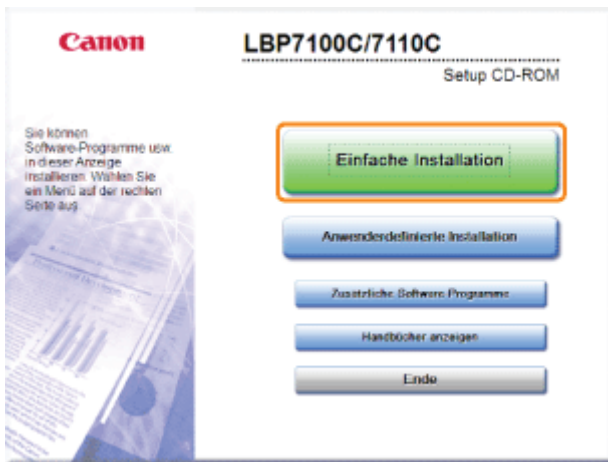 Canon
LBP7100C/7110C
Setup CD-ROM
Sie können
Software-Programme usw.
in dieser Anzeige
installieren. Wählen Sie
ein Menü auf der rechten
Seite aus.
Einfache Installation
Anwenderdefinierte Installation
Zusätzliche Software Programme
Handbücher anzeigen
Ende